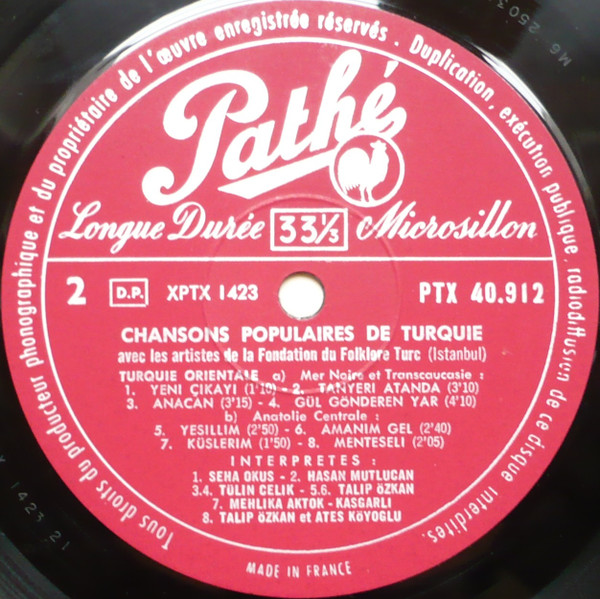 Tous droits du producteur phonographique et du propriétaire de l'œuvre enregistrée réservés - Duplication, exécution publique, radiodiffusion de ce disque interdites.
Pathé
Longue Durée 33⅓ Microsillon
2 D.P. XPTX 1423 PTX 40.912
CHANSONS POPULAIRES DE TURQUIE
avec les artistes de la Fondation du Folklore Turc (Istanbul)
TURQUIE ORIENTALE a) Mer Noire et Transcaucasie :
1. YENI ÇIKAYI (1'10) - 2. TANYERI ATANDA (3'10)
3. ANACAN (3'15) - 4. GÜL GÖNDEREN YAR (4'10)
b) Anatolie Centrale :
5. YESILLIM (2'50) - 6. AMANIM GEL (2'40)
7. KÜSLERIM (1'50) - 8. MENTESELI (2'05)
INTERPRETES :
1. SEHA OKUS - 2. HASAN MUTLUCAN
3.4. TÜLIN CELIK - 5.6. TALIP ÖZKAN
7. MEHLIKA AKTOK - KASGARLI
8. TALIP ÖZKAN et ATES KÖYOGLU
MADE IN FRANCE
1423 21